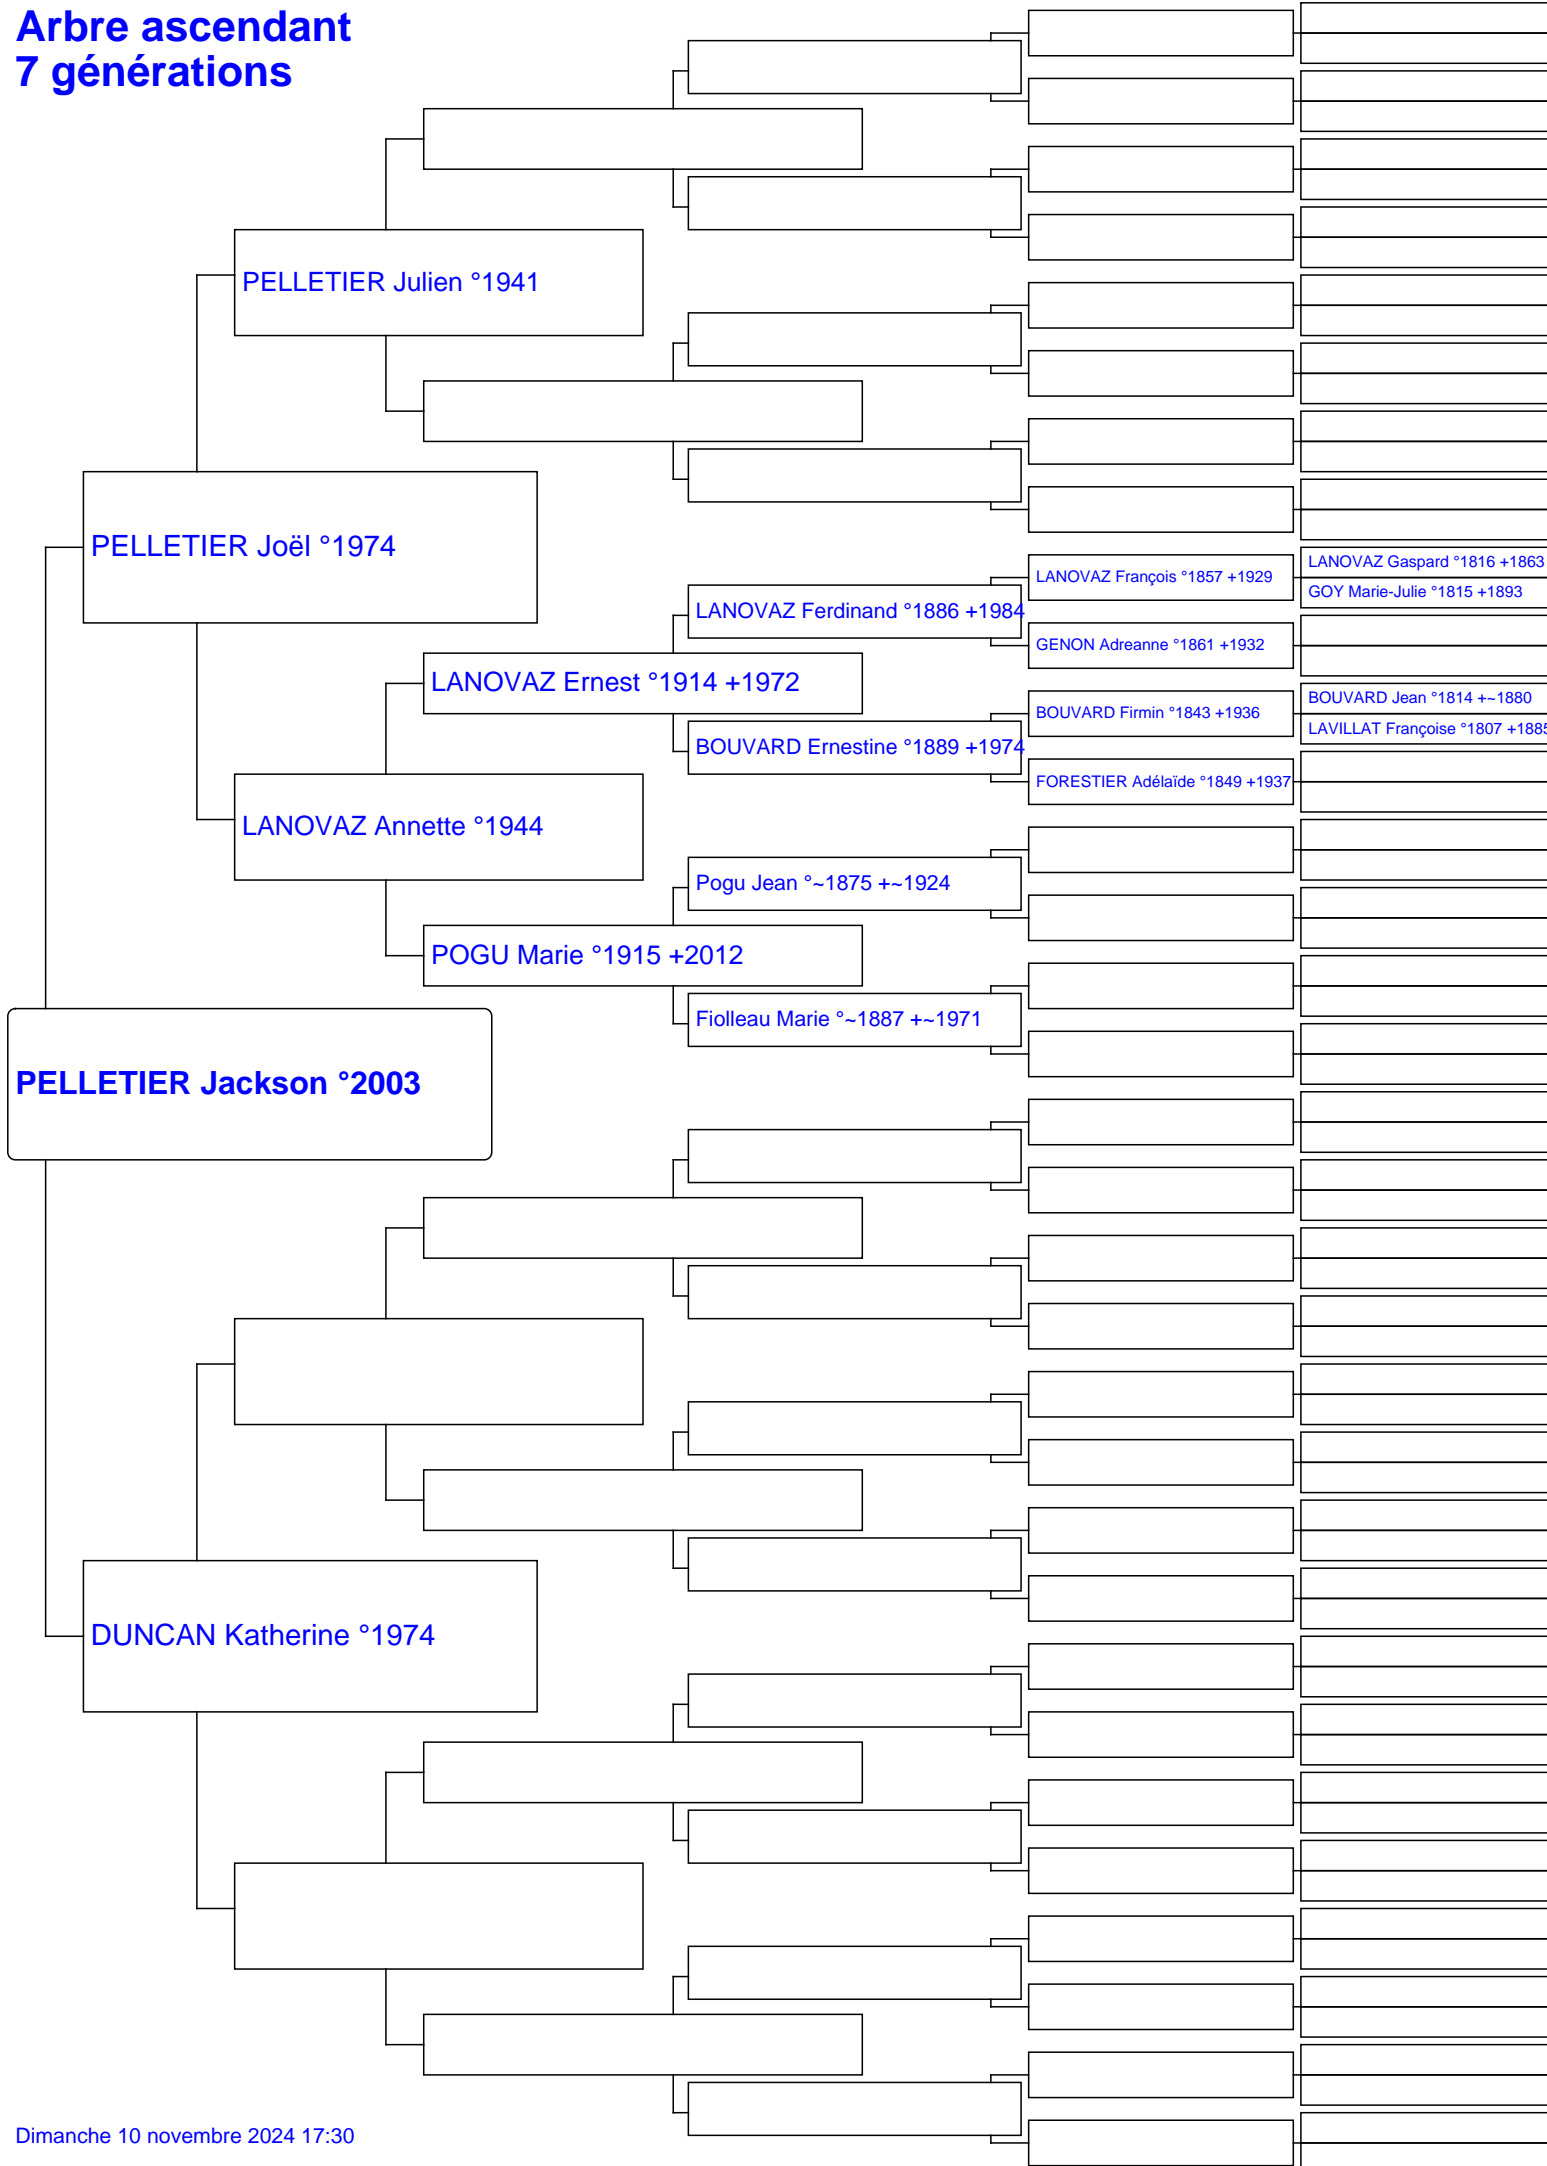 Arbre ascendant
7 générations
PELLETIER Julien °1941
PELLETIER Joël °1974
LANOVAZ François °1857 +1929
LANOVAZ Gaspard °1816 +1863
GOY Marie-Julie °1815 +1893
LANOVAZ Ferdinand °1886 +1984
GENON Adreanne °1861 +1932
LANOVAZ Ernest °1914 +1972
BOUVARD Firmin °1843 +1936
BOUVARD Jean °1814 +~1880
LAVILLAT Françoise °1807 +1885
BOUVARD Ernestine °1889 +1974
FORESTIER Adélaïde °1849 +1937
LANOVAZ Annette °1944
Pogu Jean °~1875 +~1924
POGU Marie °1915 +2012
Fiolleau Marie °~1887 +~1971
PELLETIER Jackson °2003
DUNCAN Katherine °1974
Dimanche 10 novembre 2024 17:30